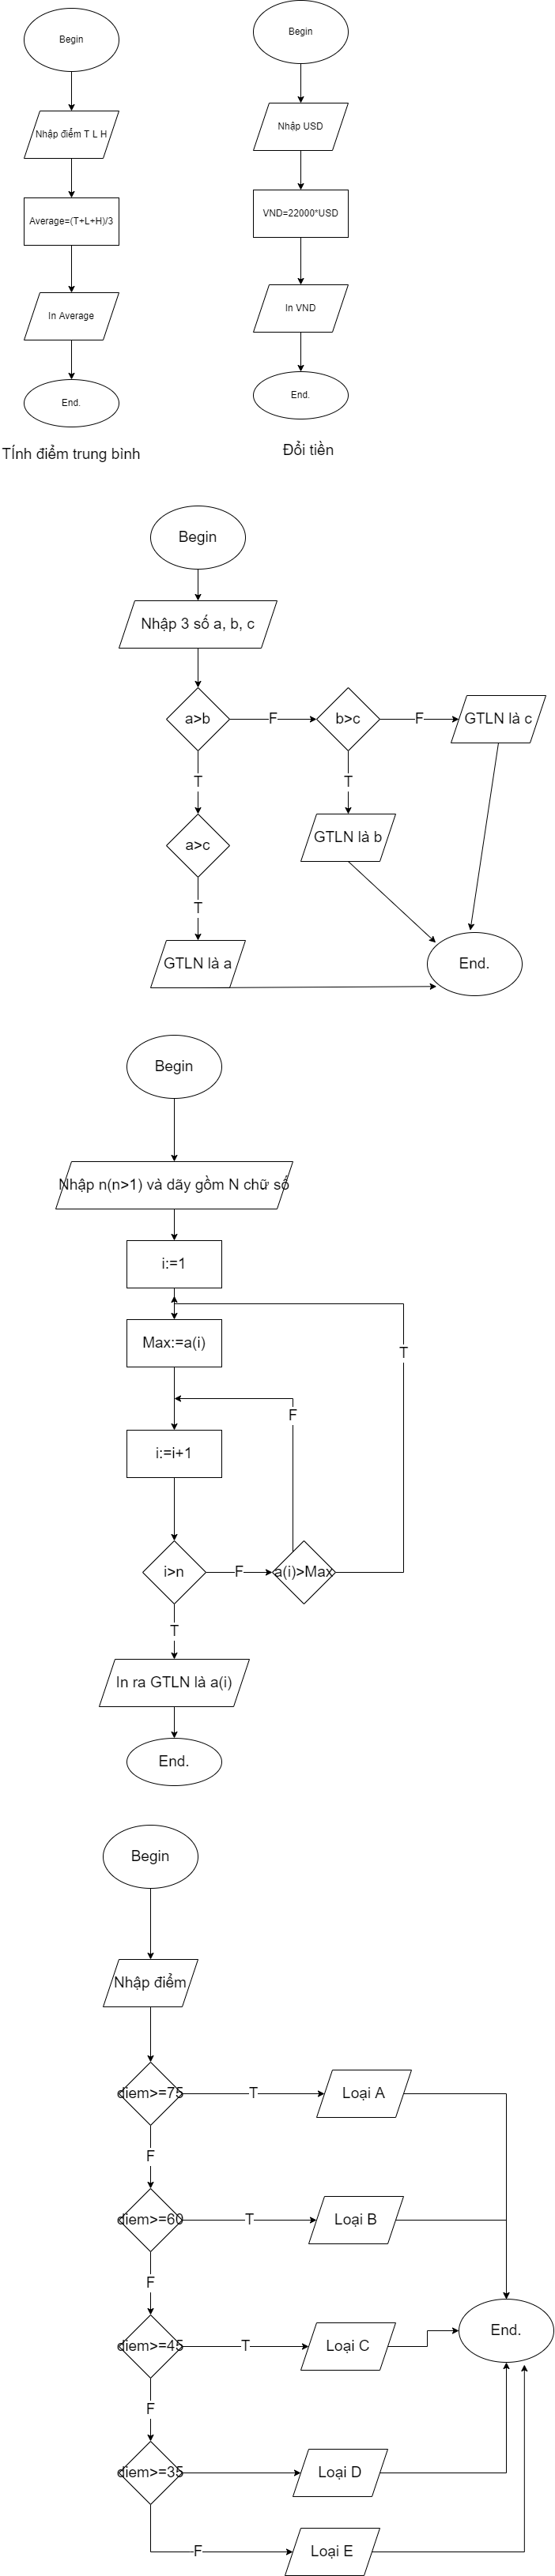 Begin
Nhập điểm T L H
Average=(T+L+H)/3
In Average
End.
TÍnh điểm trung bình
Begin
Nhâp USD
VND=22000*USD
In VND
End.
Đổi tiền
Begin
Nhập 3 số a, b, c
a>b
F
b>c
F
GTLN là c
T
T
a>c
GTLN là b
T
GTLN là a
End.
Begin
Nhập n(n>1) và dãy gồm N chữ số
i:=1
Max:=a(i)
T
F
i:=i+1
i>n
F
a(i)>Max
T
In ra GTLN là a(i)
End.
Begin
Nhập điểm
diem>=75
T
Loại A
F
diem>=60
T
Loại B
F
End.
diem>=45
T
Loại C
F
diem>=35
Loại D
F
Loại E